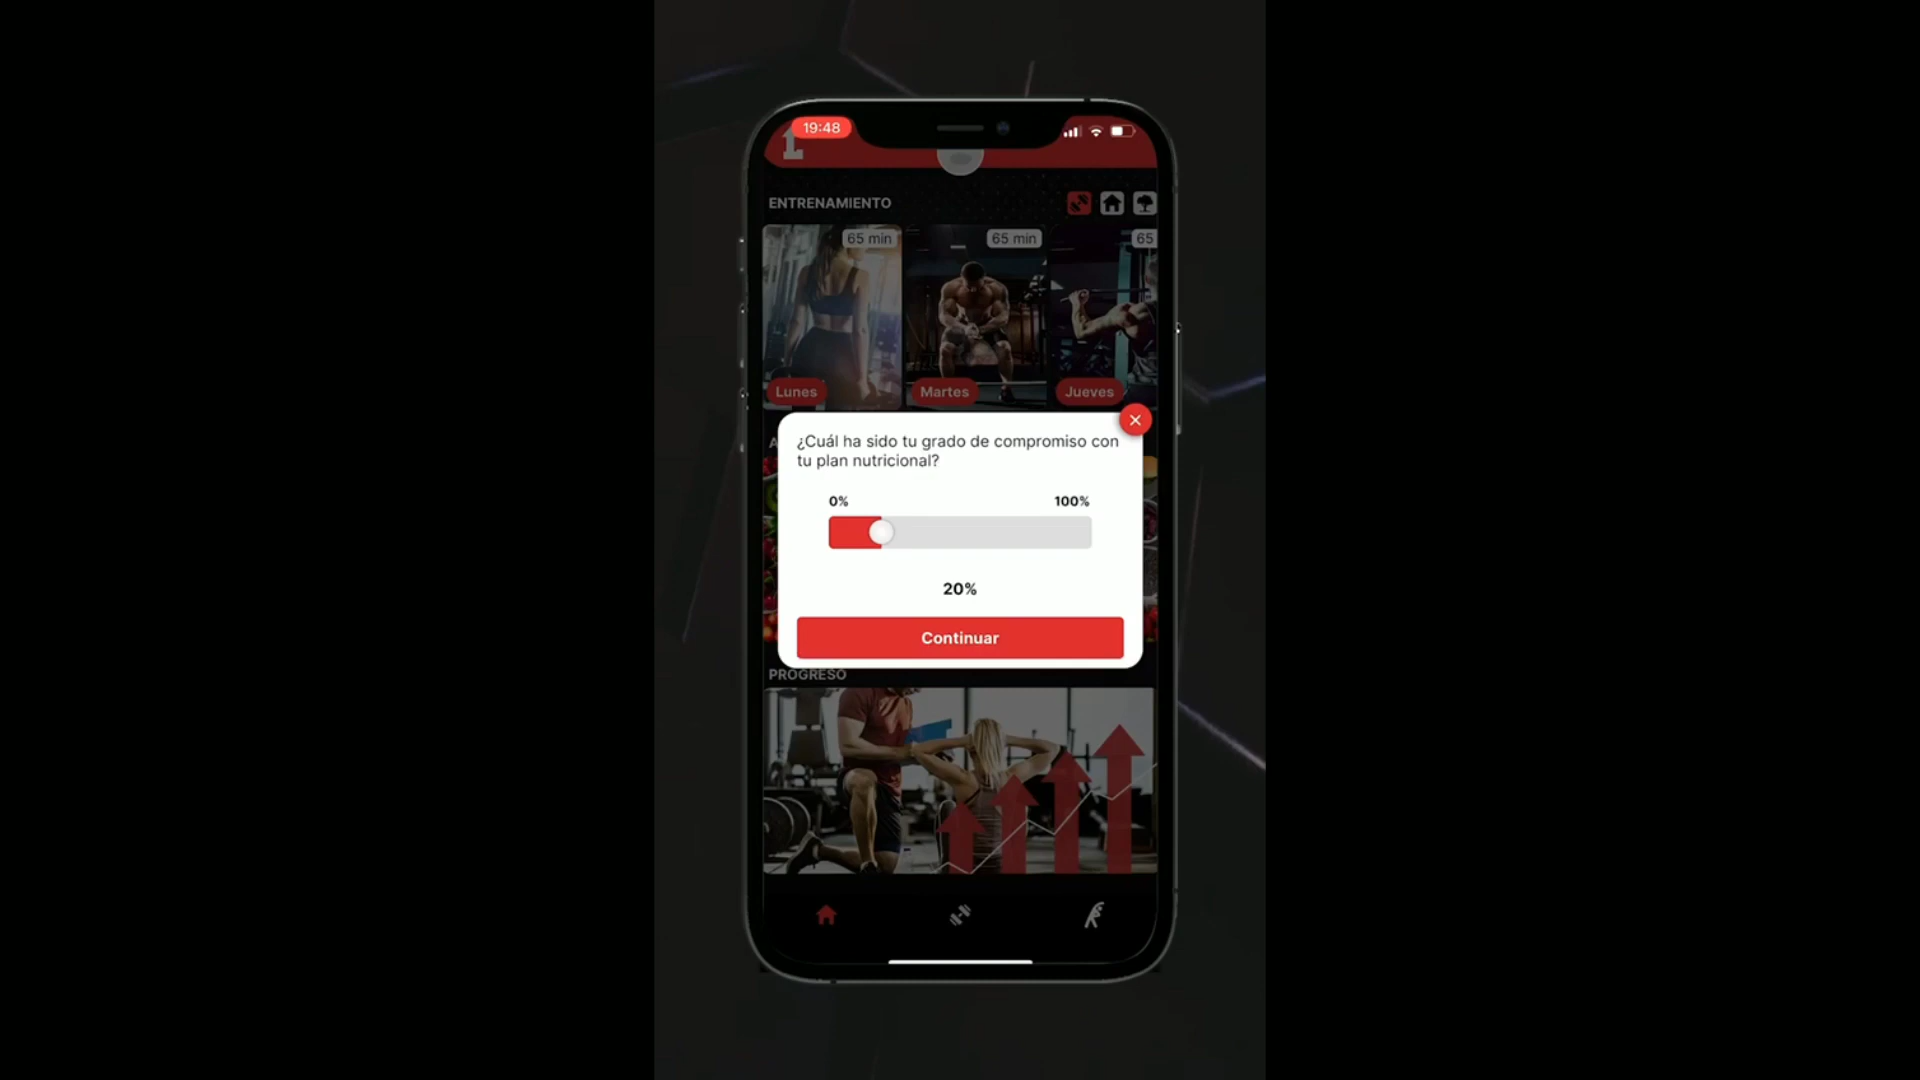 19:48
ENTRENAMIENTO
65 min
65 min
65
Lunes
Martes
Jueves
¿Cuál ha sido tu grado de compromiso con
tu plan nutricional?
0%
100%
20%
Continuar
PROGRESO